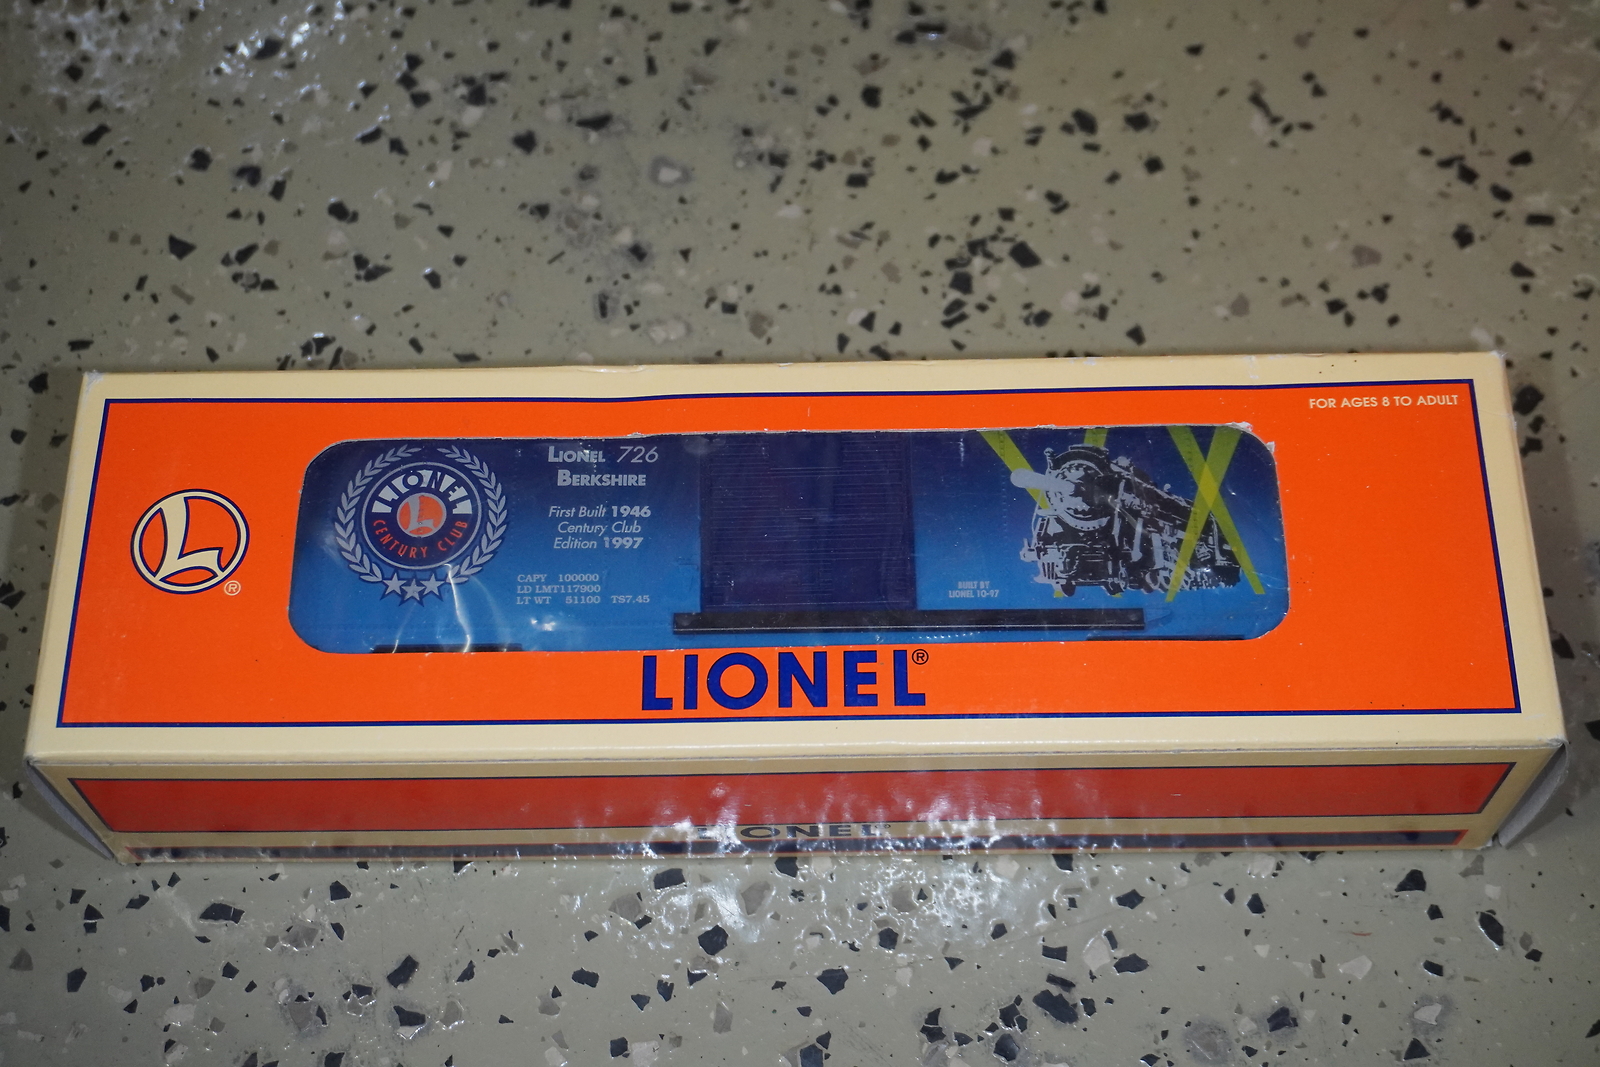 FOR AGES 8 TO ADULT
L
®
LIONEL
L
CENTURY CLUB
LIONEL 726
BERKSHIRE
First Built 1946
Century Club
Edition 1997
CAPY 100000
LD LMT117900
LT WT 51100 TS7.45
BUILT BY
LIONEL 10-97
LIONEL®
LIONEL®